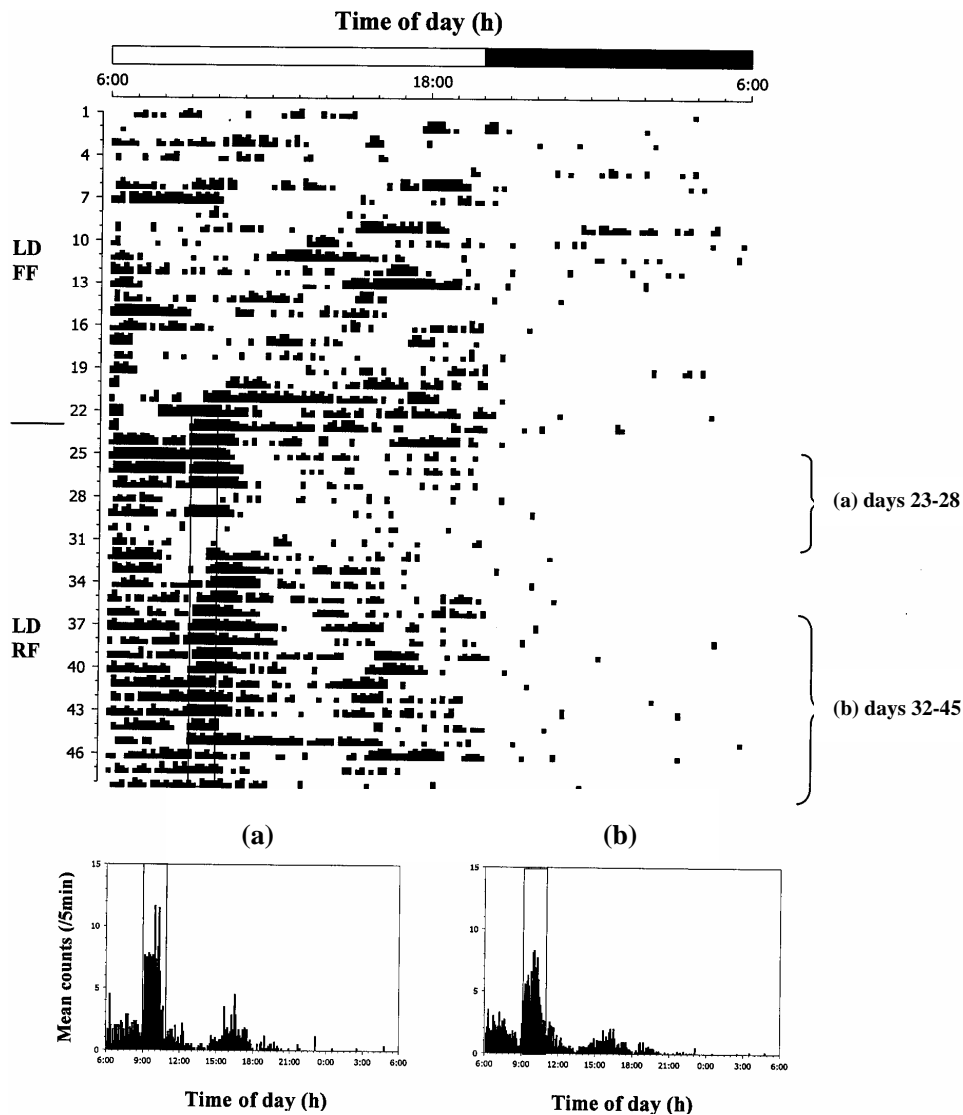 Time of day (h)
6:00 18:00 6:00
1
4
7
LD
FF
10
13
16
19
22
25
28
31
34
LD
RF
37
40
43
46
(a) days 23-28
(b) days 32-45
(a) (b)
Mean counts (/5min)
15
10
5
0
6:00 9:00 12:00 15:00 18:00 21:00 0:00 3:00 6:00
Time of day (h)
15
10
5
0
6:00 9:00 12:00 15:00 18:00 21:00 0:00 3:00 6:00
Time of day (h)